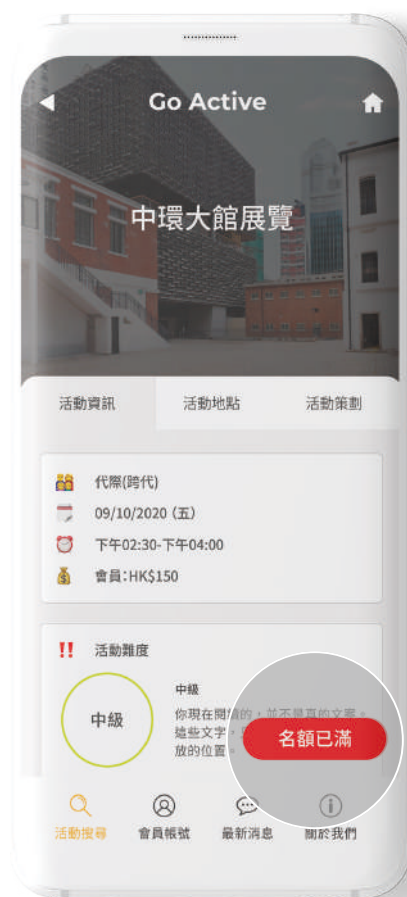 Go Active
中環大館展覽
活動資訊
活動地點
活動策劃
代際(跨代)
09/10/2020 (五)
下午02:30-下午04:00
會員:HK$150
活動難度
中級
中級
你現在閱讀的,並不是真的文案。
這些文字,
放的位置。
名額已滿
活動搜尋
會員帳號
最新消息
關於我們